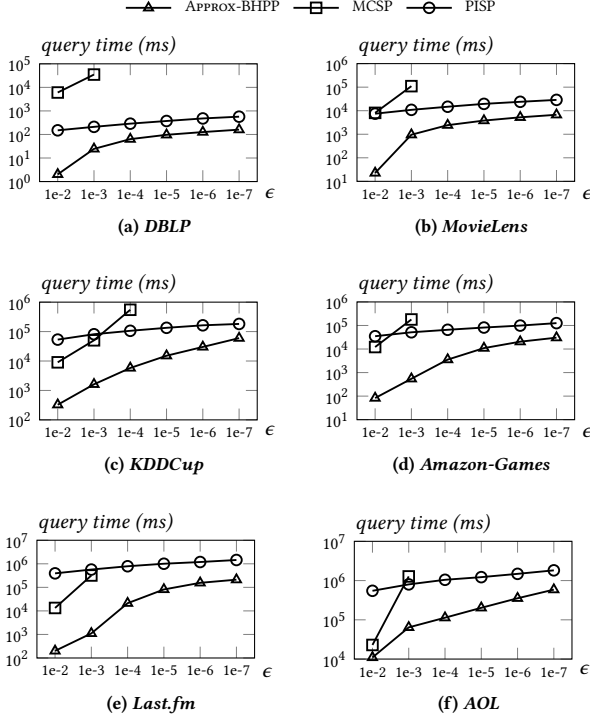 APPROX-BHPP MCSP PISP
query time (ms) query time (ms)
10^5 10^6
10^4 10^5
10^3 10^4
10^2 10^3
10^1 10^2
10^0 10^1
1e-2 1e-3 1e-4 1e-5 1e-6 1e-7 ϵ 1e-2 1e-3 1e-4 1e-5 1e-6 1e-7 ϵ
(a) DBLP (b) MovieLens
query time (ms) query time (ms)
10^6 10^6
10^5 10^5
10^4 10^4
10^3 10^3
10^2 10^2
10^1
1e-2 1e-3 1e-4 1e-5 1e-6 1e-7 ϵ 1e-2 1e-3 1e-4 1e-5 1e-6 1e-7 ϵ
(c) KDDCup (d) Amazon-Games
query time (ms) query time (ms)
10^7 10^7
10^6 10^6
10^5 10^5
10^4 10^4
10^3
10^2
1e-2 1e-3 1e-4 1e-5 1e-6 1e-7 ϵ 1e-2 1e-3 1e-4 1e-5 1e-6 1e-7 ϵ
(e) Last.fm (f) AOL